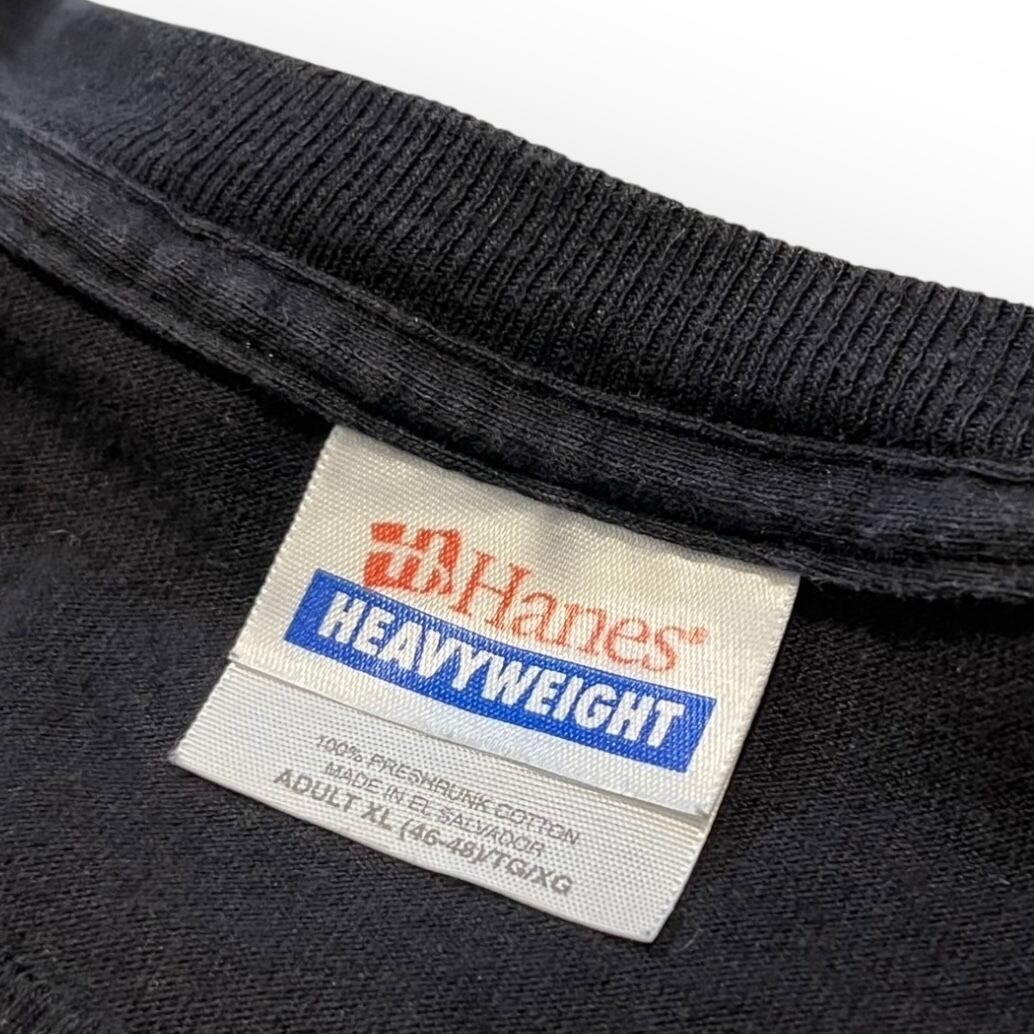 Hanes®
HEAVYWEIGHT
100% PRESHRUNK COTTON
MADE IN EL SALVADOR
ADULT XL (46-48)/TG/XG